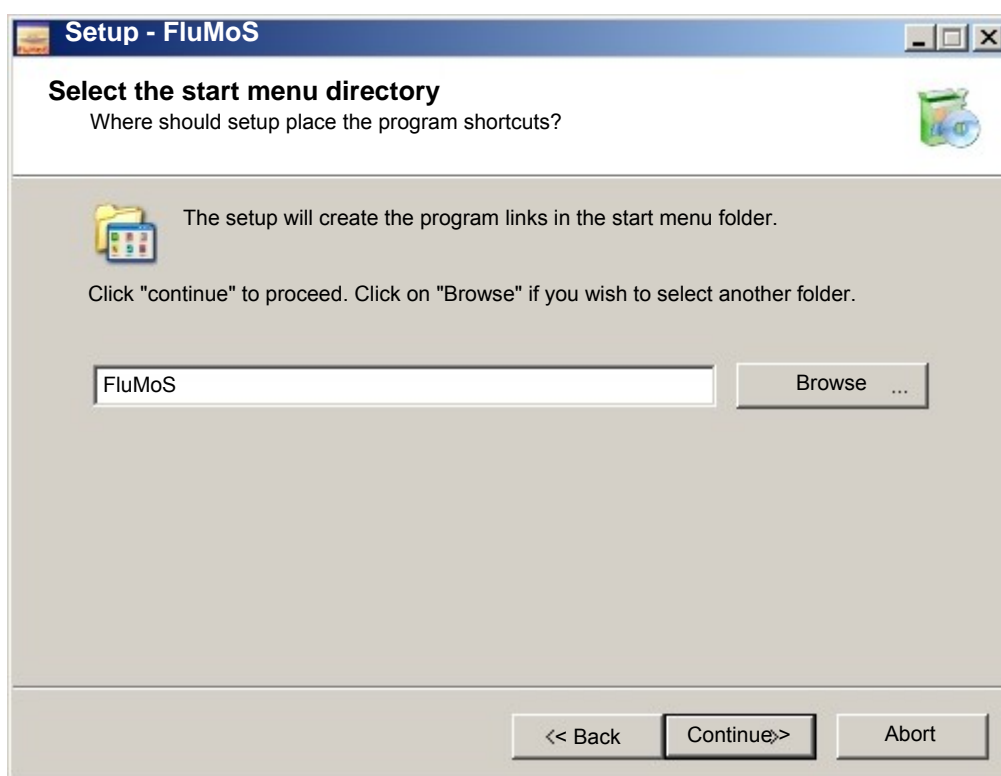 Setup - FluMoS
Select the start menu directory
Where should setup place the program shortcuts?
The setup will create the program links in the start menu folder.
Click "continue" to proceed. Click on "Browse" if you wish to select another folder.
FluMoS
Browse ...
<< Back
Continue>>
Abort